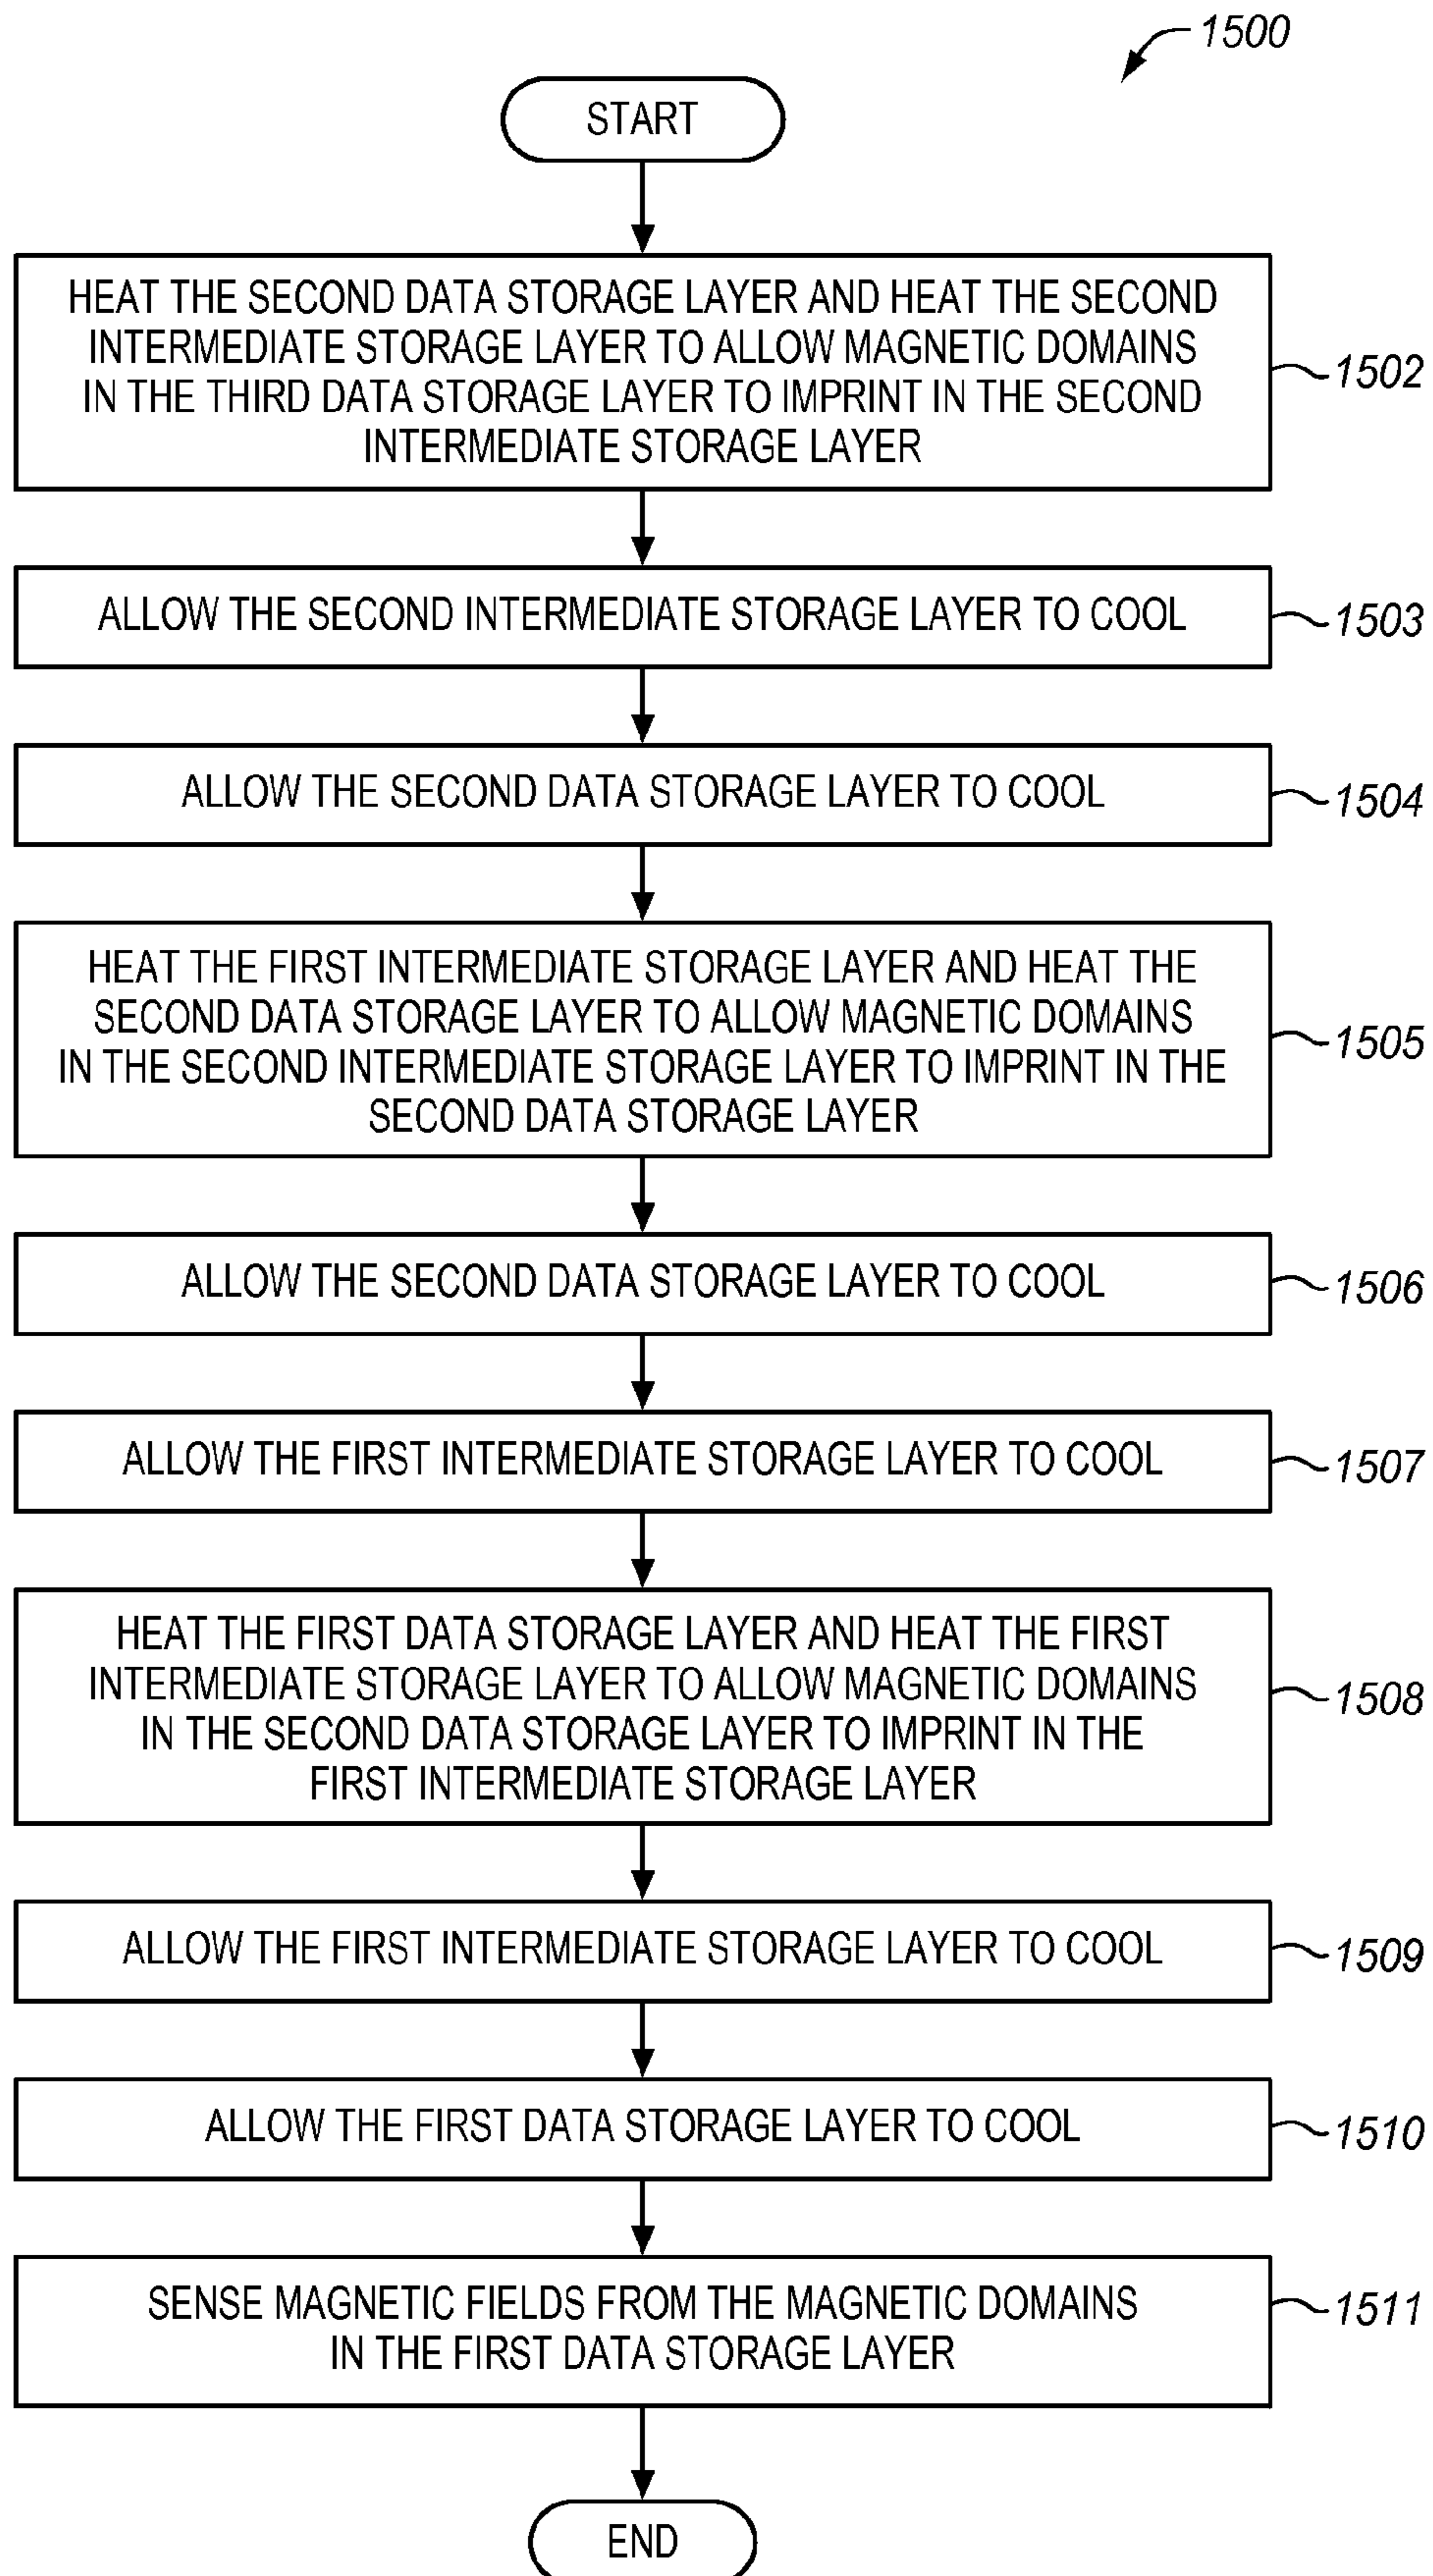 1500
START
HEAT THE SECOND DATA STORAGE LAYER AND HEAT THE SECOND
INTERMEDIATE STORAGE LAYER TO ALLOW MAGNETIC DOMAINS
IN THE THIRD DATA STORAGE LAYER TO IMPRINT IN THE SECOND
INTERMEDIATE STORAGE LAYER
1502
ALLOW THE SECOND INTERMEDIATE STORAGE LAYER TO COOL
1503
ALLOW THE SECOND DATA STORAGE LAYER TO COOL
1504
HEAT THE FIRST INTERMEDIATE STORAGE LAYER AND HEAT THE
SECOND DATA STORAGE LAYER TO ALLOW MAGNETIC DOMAINS
IN THE SECOND INTERMEDIATE STORAGE LAYER TO IMPRINT IN THE
SECOND DATA STORAGE LAYER
1505
ALLOW THE SECOND DATA STORAGE LAYER TO COOL
1506
ALLOW THE FIRST INTERMEDIATE STORAGE LAYER TO COOL
1507
HEAT THE FIRST DATA STORAGE LAYER AND HEAT THE FIRST
INTERMEDIATE STORAGE LAYER TO ALLOW MAGNETIC DOMAINS
IN THE SECOND DATA STORAGE LAYER TO IMPRINT IN THE
FIRST INTERMEDIATE STORAGE LAYER
1508
ALLOW THE FIRST INTERMEDIATE STORAGE LAYER TO COOL
1509
ALLOW THE FIRST DATA STORAGE LAYER TO COOL
1510
SENSE MAGNETIC FIELDS FROM THE MAGNETIC DOMAINS
IN THE FIRST DATA STORAGE LAYER
1511
END